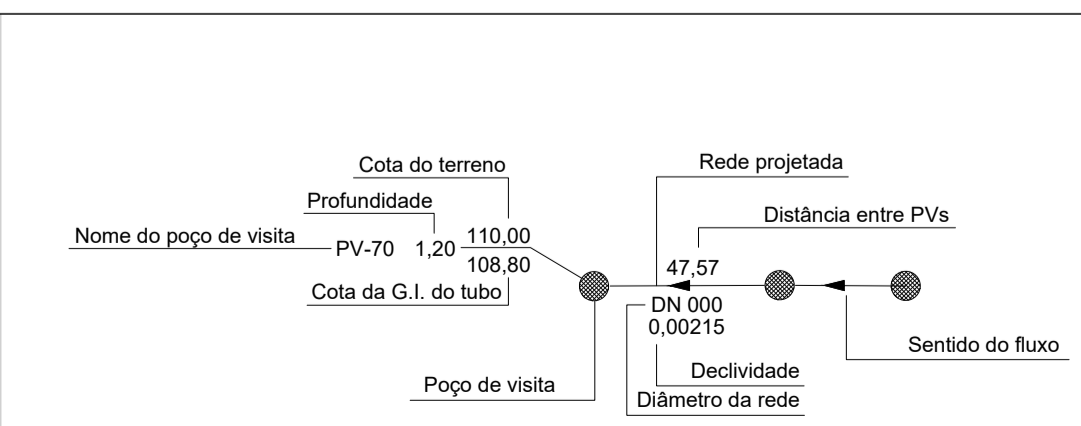 Cota do terreno
Rede projetada
Profundidade
Distância entre PVs
Nome do poço de visita
PV-70 1,20 110,00
108,80
47,57
Cota da G.I. do tubo
DN 000
0,00215
Sentido do fluxo
Declividade
Poço de visita
Diâmetro da rede